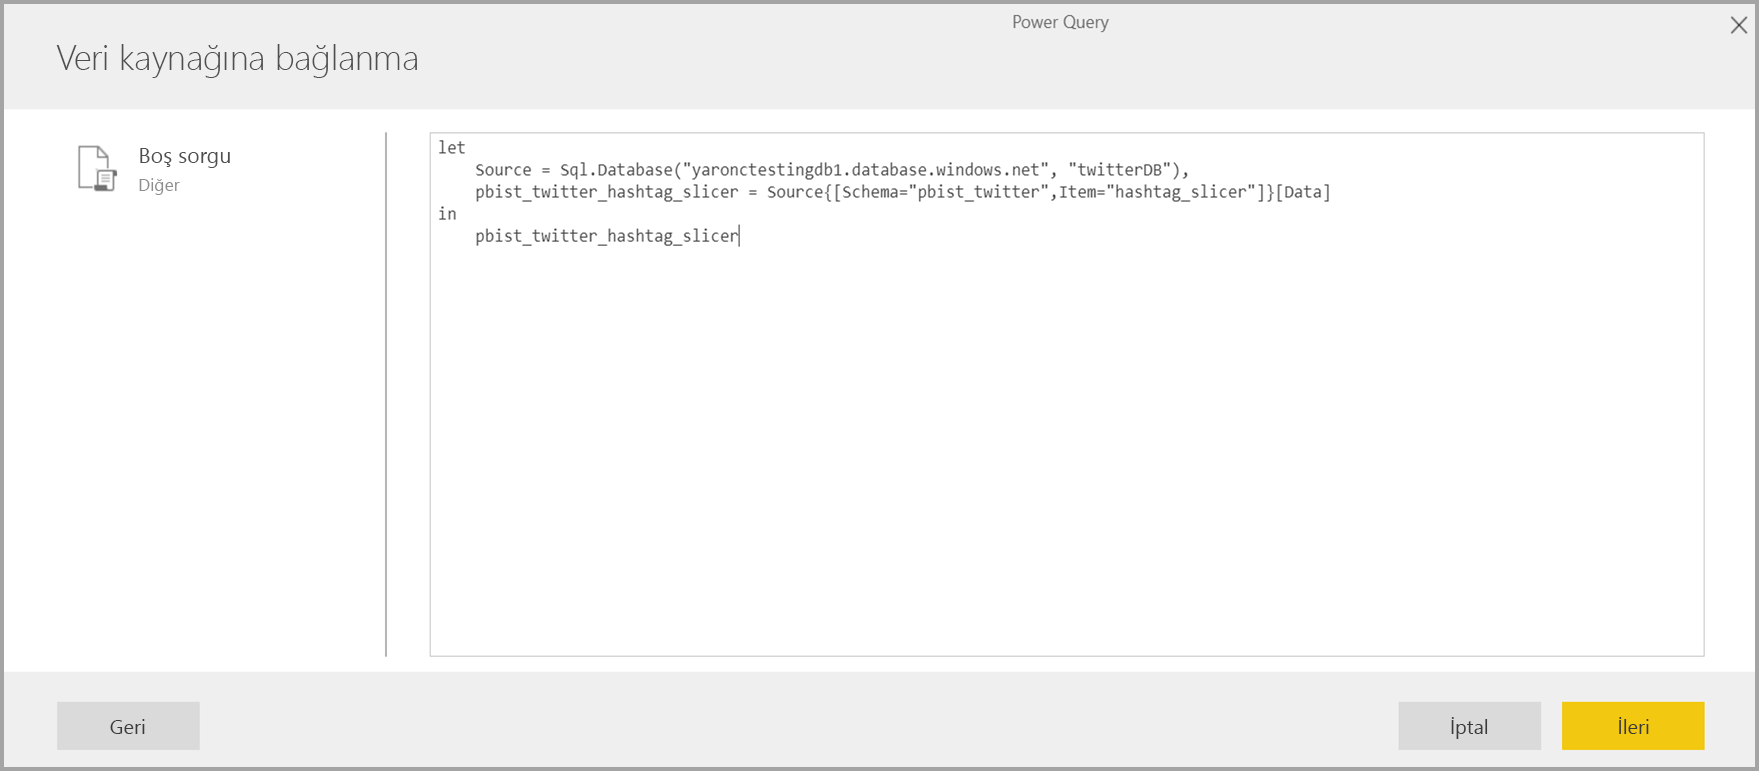 Power Query
Veri kaynağına bağlanma
Boş sorgu
Diğer
let
    Source = Sql.Database("yaronctestingdb1.database.windows.net", "twitterDB"),
    pbist_twitter_hashtag_slicer = Source{[Schema="pbist_twitter",Item="hashtag_slicer"]}[Data]
in
    pbist_twitter_hashtag_slicer
Geri
İptal
İleri